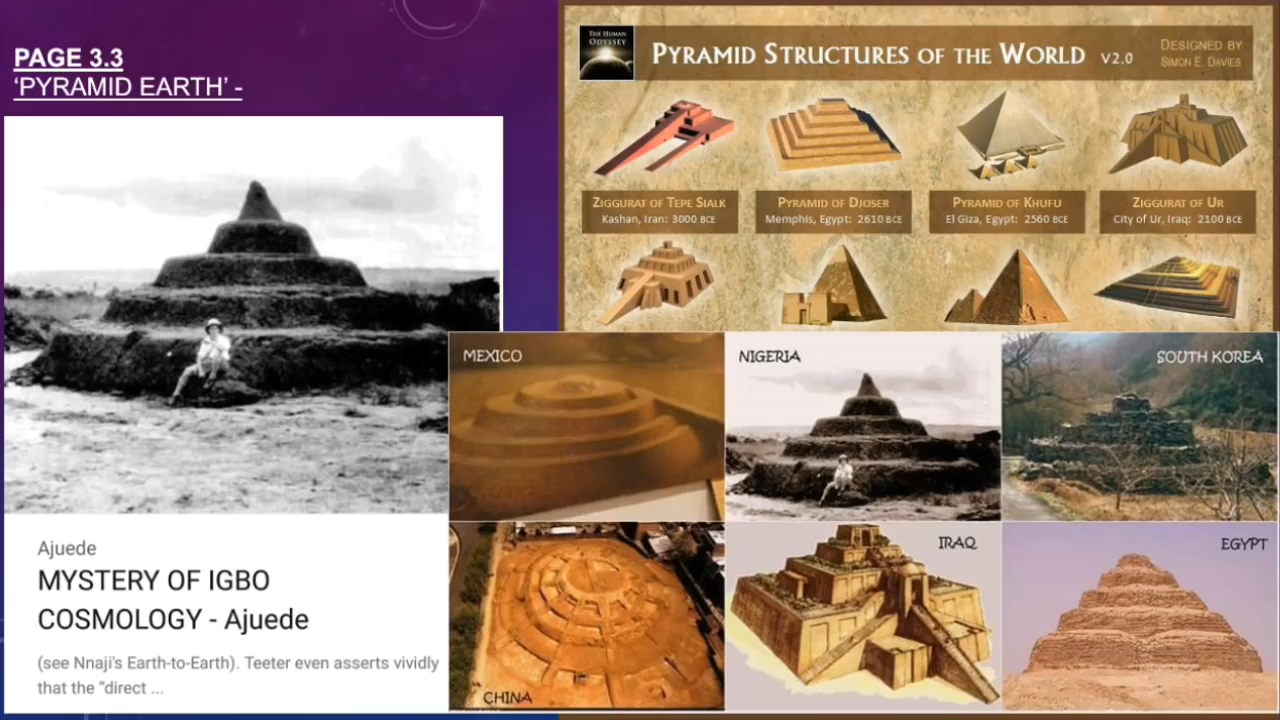 PAGE 3.3
‘PYRAMID EARTH’ -
THE HUMAN
ODYSSEY
PYRAMID STRUCTURES OF THE WORLD V2.0
DESIGNED BY
SIMON E. DAVIES
ZIGGURAT OF TEPE SIALK
Kashan, Iran: 3000 BCE
PYRAMID OF DJOSER
Memphis, Egypt: 2610 BCE
PYRAMID OF KHUFU
El Giza, Egypt: 2560 BCE
ZIGGURAT OF UR
City of Ur, Iraq: 2100 BCE
MEXICO
NIGERIA
SOUTH KOREA
CHINA
IRAQ
EGYPT
Ajuede
MYSTERY OF IGBO
COSMOLOGY - Ajuede
(see Nnaji's Earth-to-Earth). Teeter even asserts vividly
that the “direct ...